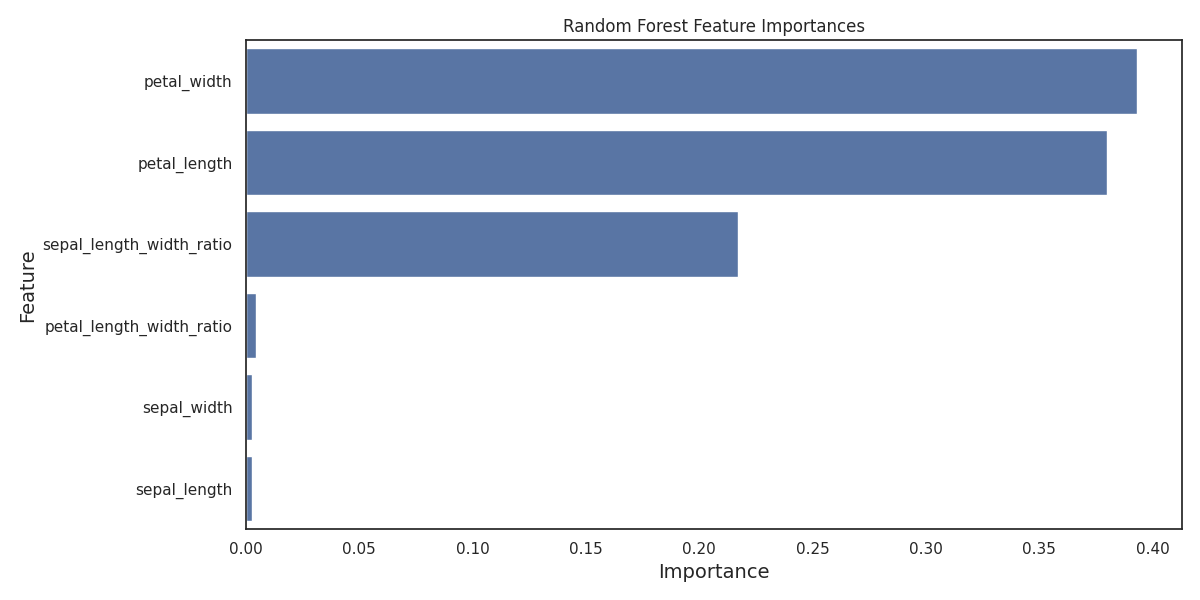 Random Forest Feature Importances
Feature
petal_width
petal_length
sepal_length_width_ratio
petal_length_width_ratio
sepal_width
sepal_length
0.00 0.05 0.10 0.15 0.20 0.25 0.30 0.35 0.40
Importance